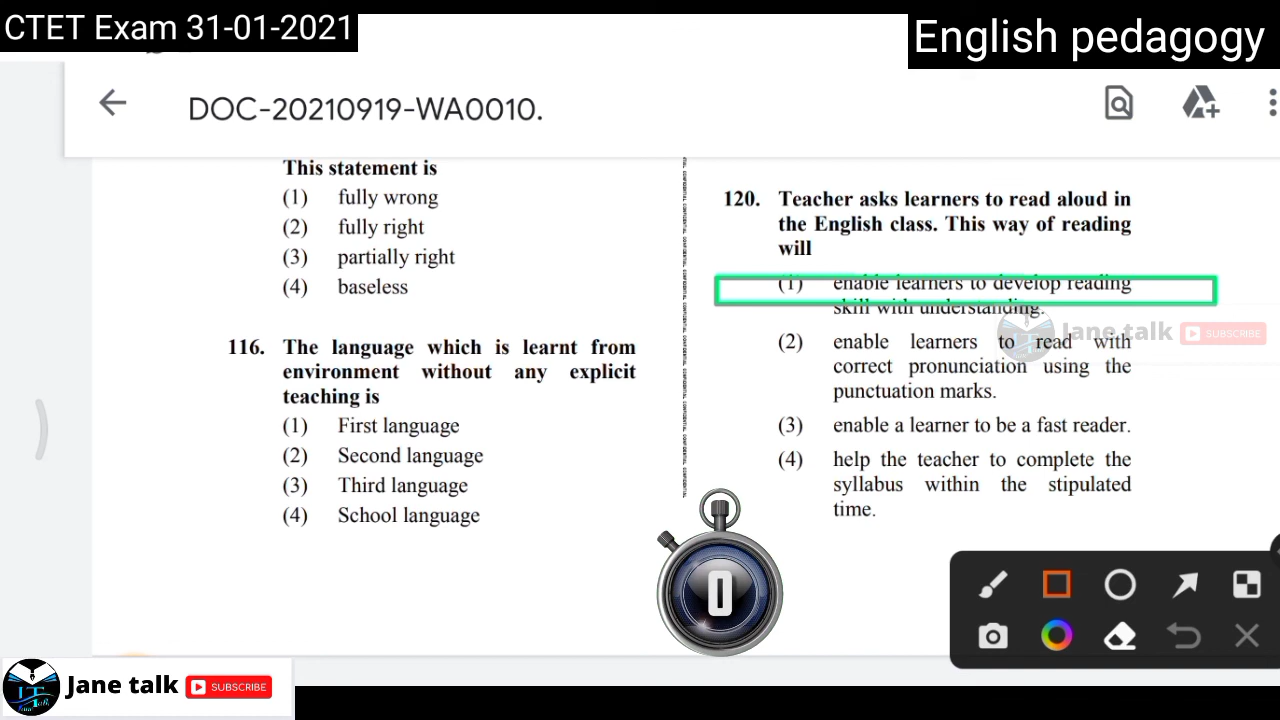 CTET Exam 31-01-2021
English pedagogy
DOC-20210919-WA0010.
This statement is
(1) fully wrong
(2) fully right
(3) partially right
(4) baseless
116. The language which is learnt from
environment without any explicit
teaching is
(1) First language
(2) Second language
(3) Third language
(4) School language
120. Teacher asks learners to read aloud in
the English class. This way of reading
will
(1) enable learners to develop reading
skill with understanding.
(2) enable learners to read with
correct pronunciation using the
punctuation marks.
(3) enable a learner to be a fast reader.
(4) help the teacher to complete the
syllabus within the stipulated
time.
Jane talk SUBSCRIBE
0
Jane talk SUBSCRIBE